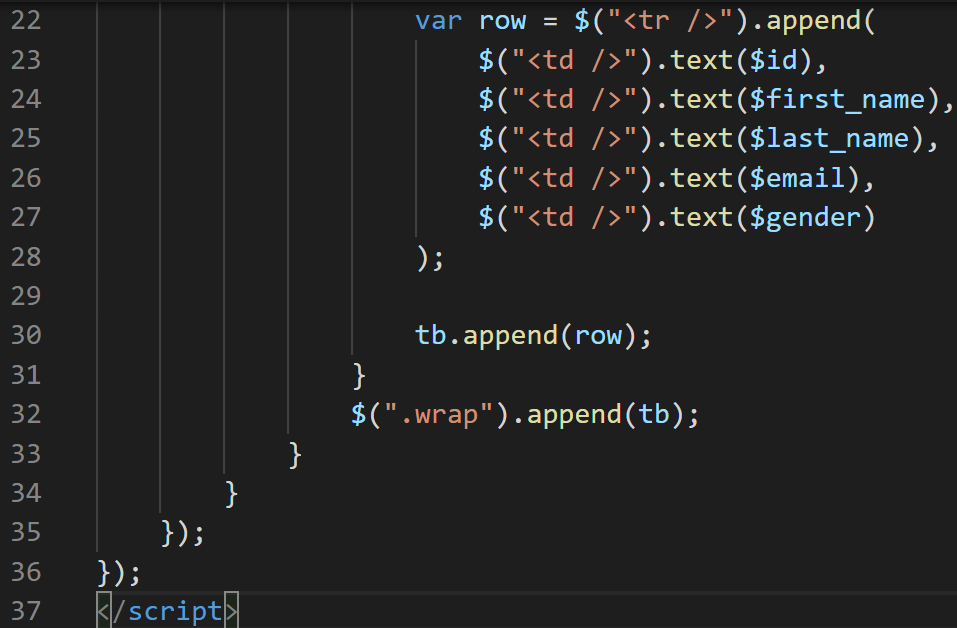 22 var row = $("<tr />").append(
23 $("<td />").text($id),
24 $("<td />").text($first_name),
25 $("<td />").text($last_name),
26 $("<td />").text($email),
27 $("<td />").text($gender)
28 );
29
30 tb.append(row);
31 }
32 $(".wrap").append(tb);
33 }
34 }
35 });
36 });
37 </script>